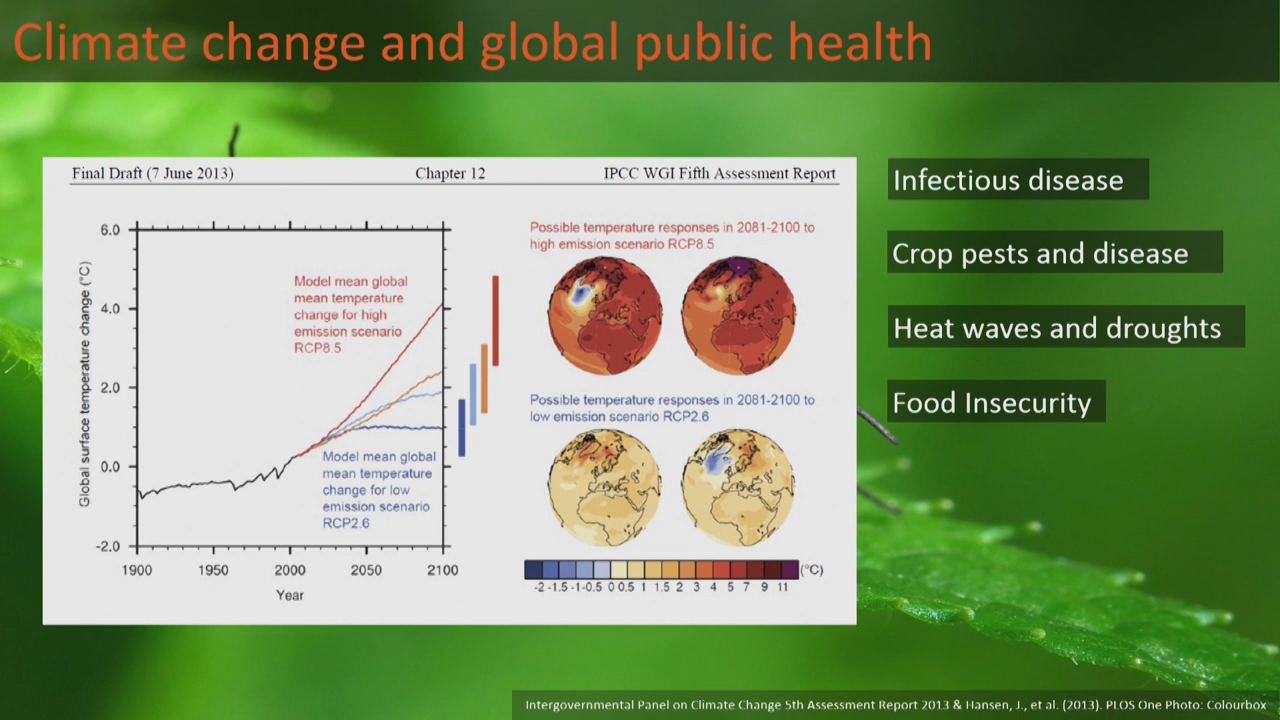 Climate change and global public health
Final Draft (7 June 2013) Chapter 12 IPCC WGI Fifth Assessment Report
6.0
4.0
2.0
0.0
-2.0
Global surface temperature change (°C)
1900 1950 2000 2050 2100
Year
Model mean global
mean temperature
change for high
emission scenario
RCP8.5
Model mean global
mean temperature
change for low
emission scenario
RCP2.6
Possible temperature responses in 2081-2100 to
high emission scenario RCP8.5
Possible temperature responses in 2081-2100 to
low emission scenario RCP2.6
(°C)
-2 -1.5 -1 -0.5 0 0.5 1 1.5 2 3 4 5 7 9 11
Infectious disease
Crop pests and disease
Heat waves and droughts
Food Insecurity
Intergovernmental Panel on Climate Change 5th Assessment Report 2013 & Hansen, J., et al. (2013). PLOS One Photo: Colourbox